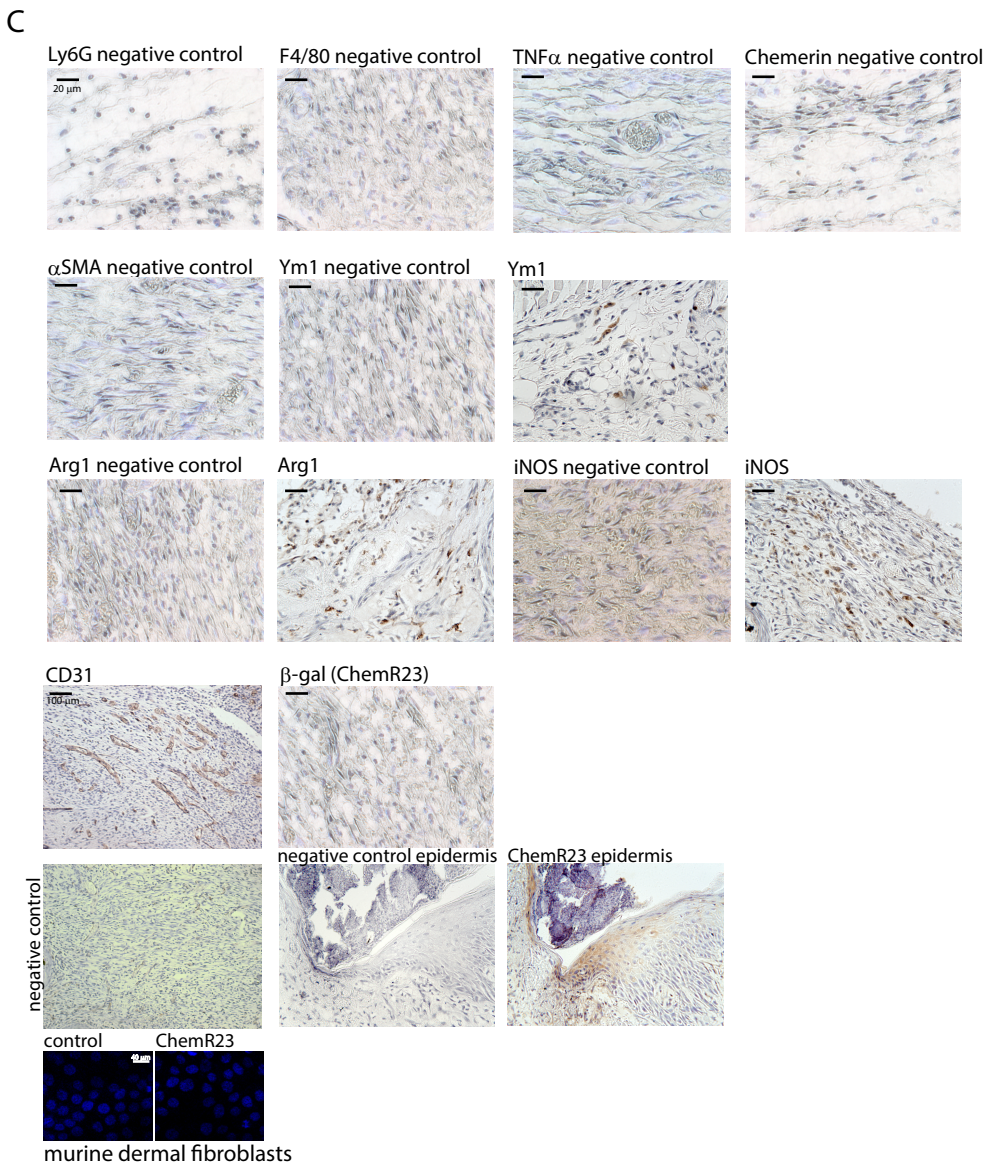 C
Ly6G negative control
F4/80 negative control
TNFα negative control
Chemerin negative control
20 μm
αSMA negative control
Ym1 negative control
Ym1
Arg1 negative control
Arg1
iNOS negative control
iNOS
CD31
β-gal (ChemR23)
100 μm
negative control
negative control epidermis
ChemR23 epidermis
control
ChemR23
40 μm
murine dermal fibroblasts